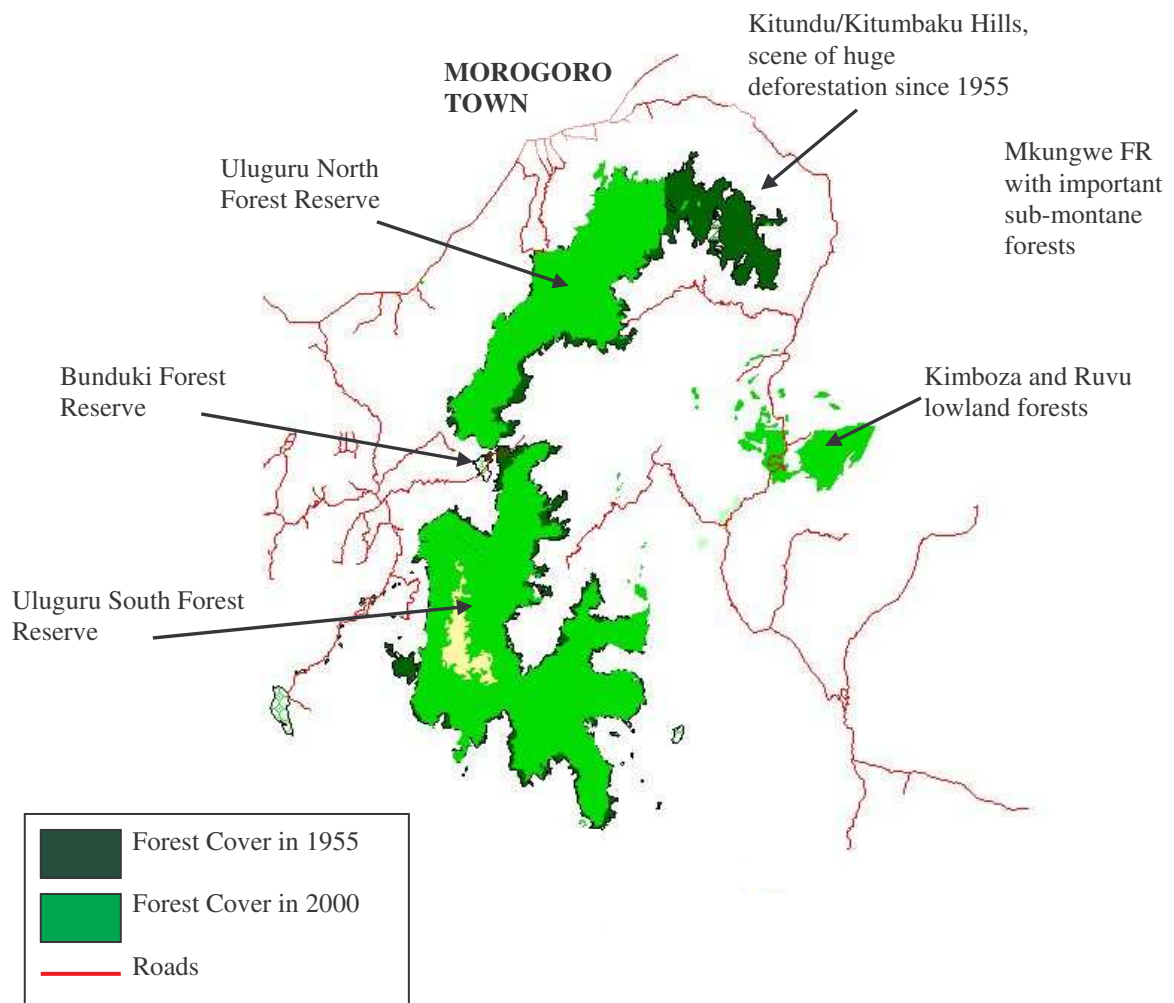 Kitundu/Kitumbaku Hills,
scene of huge
deforestation since 1955
MOROGORO
TOWN
Mkungwe FR
with important
sub-montane
forests
Uluguru North
Forest Reserve
Bunduki Forest
Reserve
Kimboza and Ruvu
lowland forests
Uluguru South Forest
Reserve
Forest Cover in 1955
Forest Cover in 2000
Roads